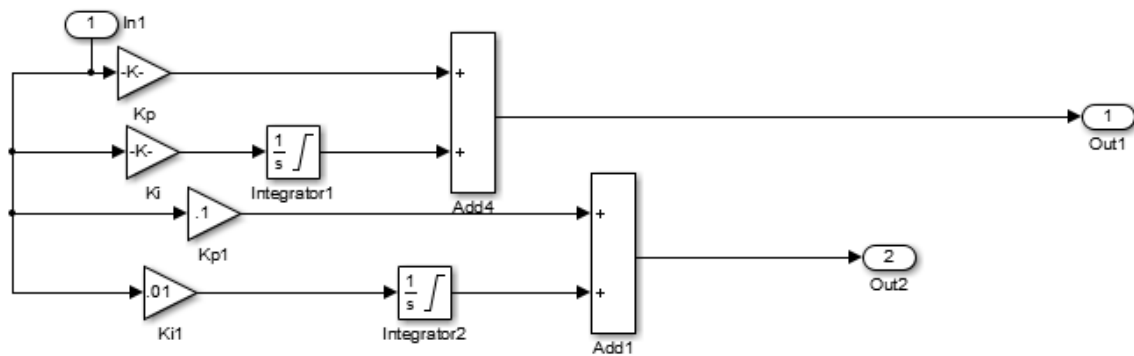 1
In1
-K-
+
Kp
1
Out1
-K-
1
s
+
Ki
Integrator1
Add4
.1
+
Kp1
2
Out2
.01
1
s
+
Ki1
Integrator2
Add1